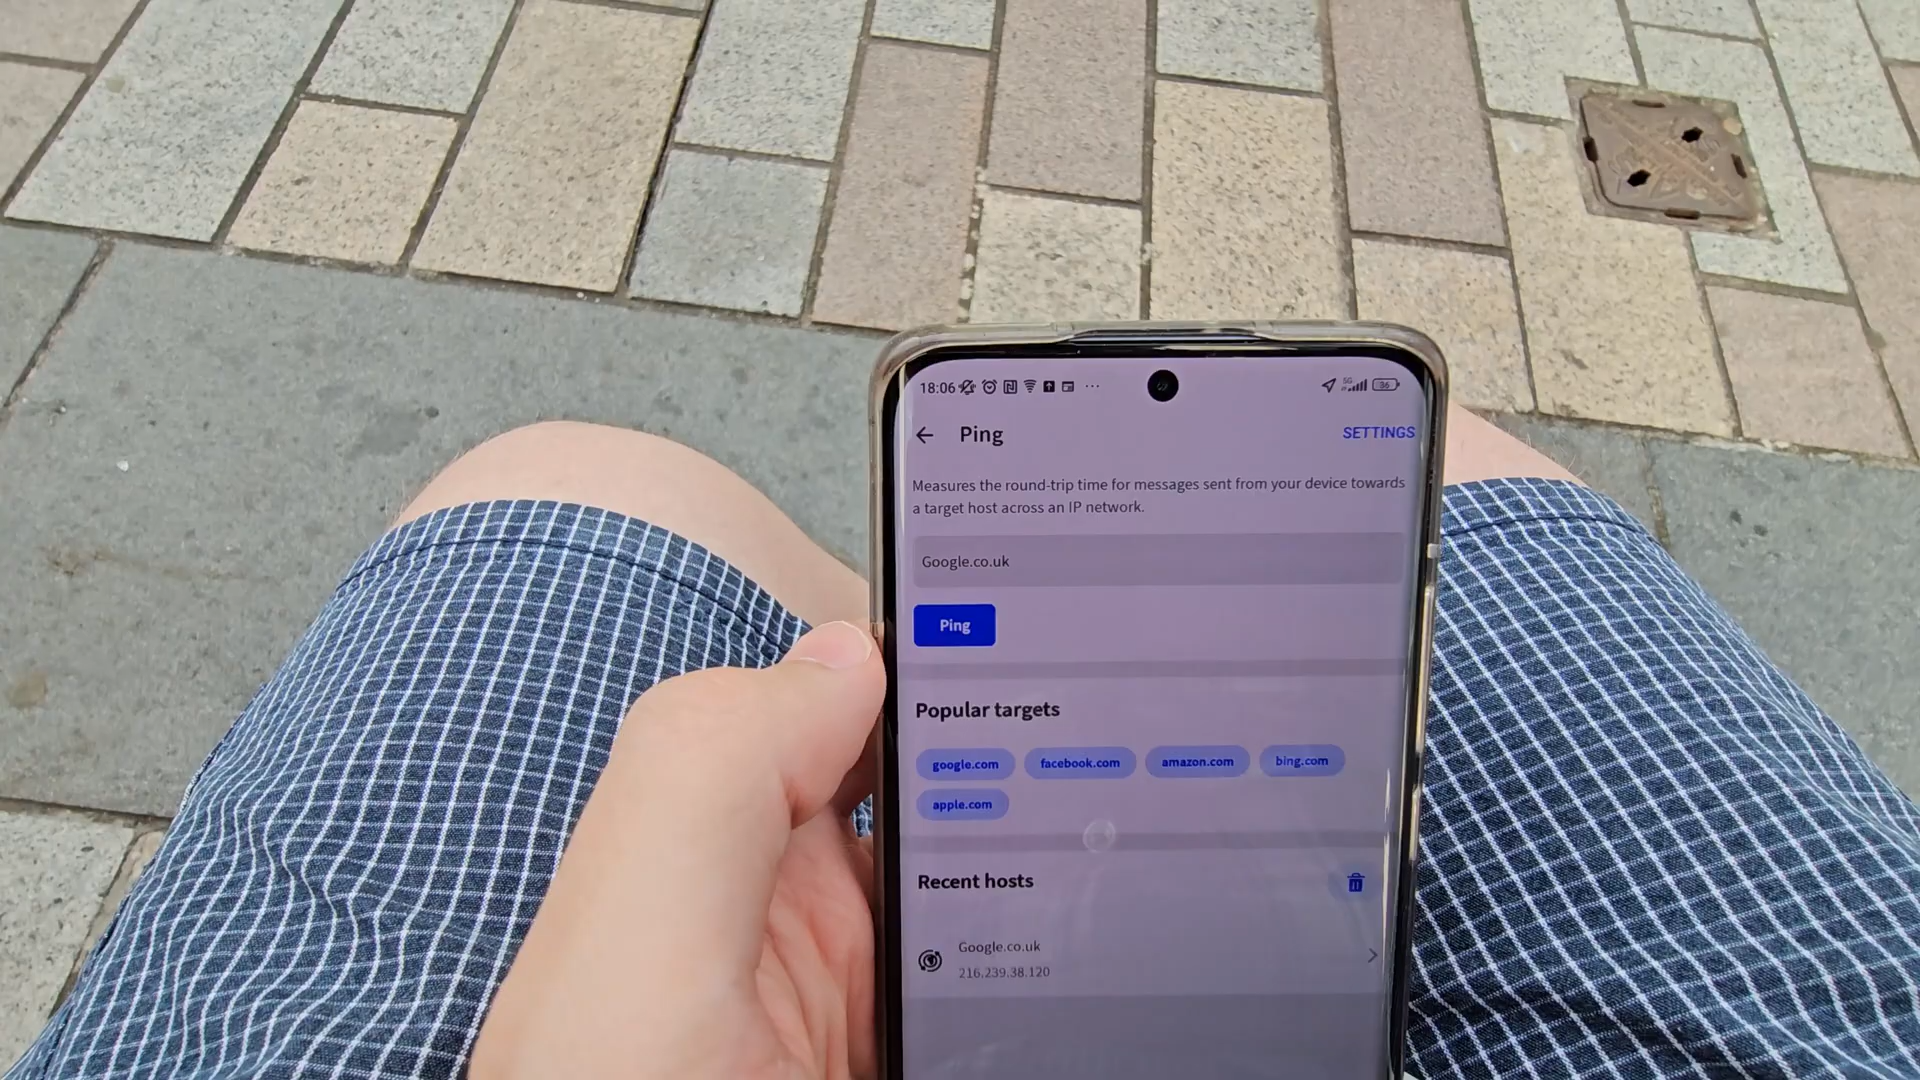 18:06
5G
36
Ping
SETTINGS
Measures the round-trip time for messages sent from your device towards
a target host across an IP network.
Google.co.uk
Ping
Popular targets
google.com facebook.com amazon.com bing.com
apple.com
Recent hosts
Google.co.uk
216.239.38.120